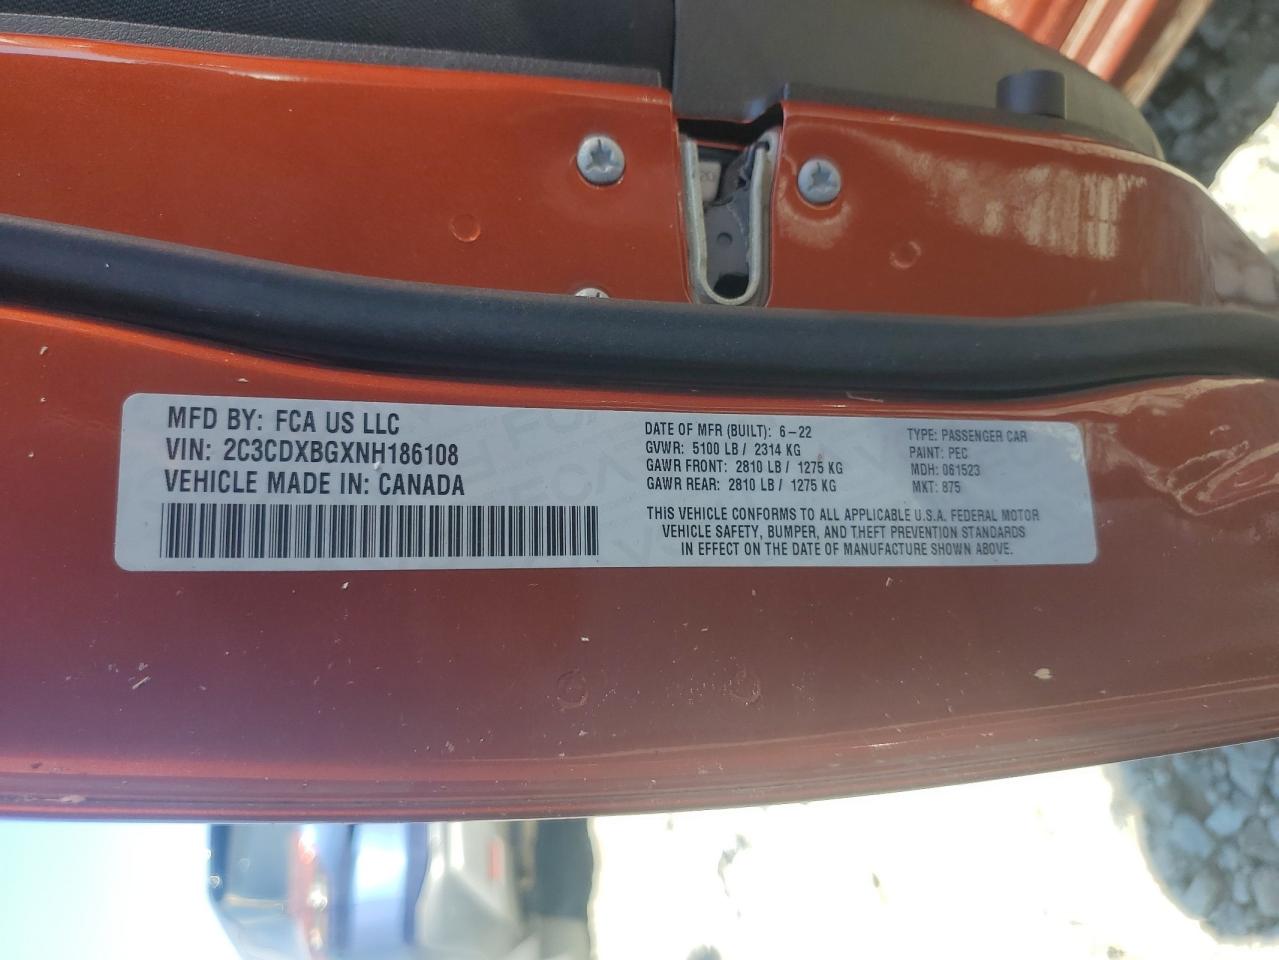 MFD BY: FCA US LLC
VIN: 2C3CDXBGXNH186108
VEHICLE MADE IN: CANADA
DATE OF MFR (BUILT): 6-22
GVWR: 5100 LB / 2314 KG
GAWR FRONT: 2810 LB / 1275 KG
GAWR REAR: 2810 LB / 1275 KG
TYPE: PASSENGER CAR
PAINT: PEC
MDH: 061523
MKT: 875
THIS VEHICLE CONFORMS TO ALL APPLICABLE U.S.A. FEDERAL MOTOR
VEHICLE SAFETY, BUMPER, AND THEFT PREVENTION STANDARDS
IN EFFECT ON THE DATE OF MANUFACTURE SHOWN ABOVE.